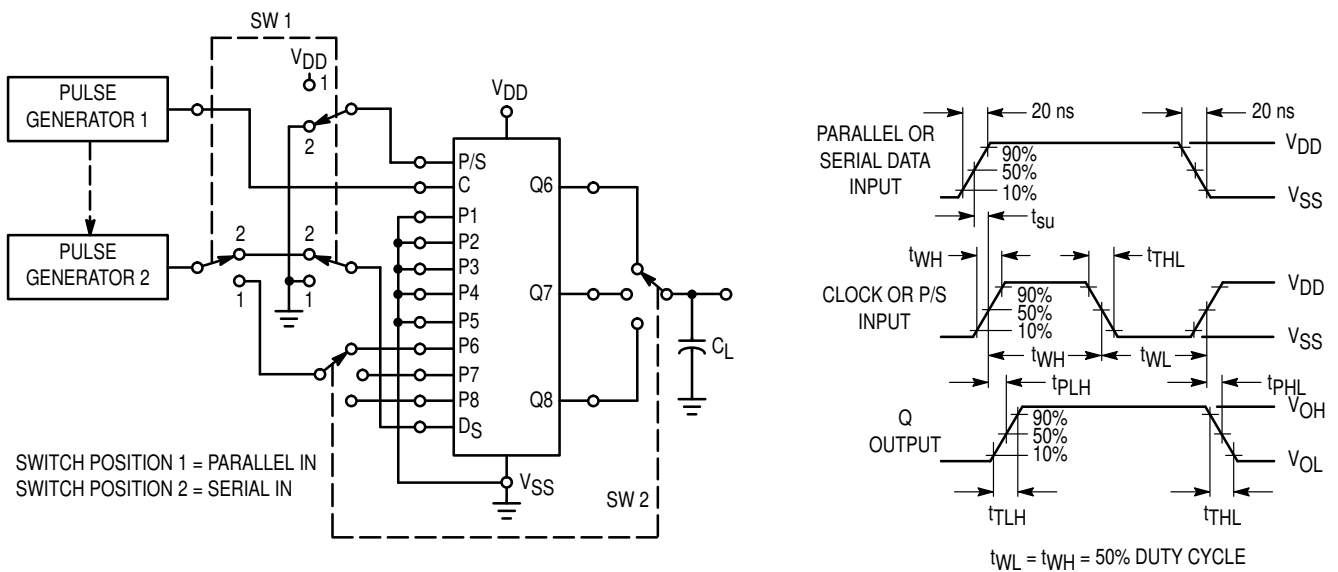 SW 1
VDD
1
2
PULSE
GENERATOR 1
PULSE
GENERATOR 2
2
1
2
1
VDD
P/S
C
P1
P2
P3
P4
P5
P6
P7
P8
DS
Q6
Q7
Q8
VSS
CL
SW 2
SWITCH POSITION 1 = PARALLEL IN
SWITCH POSITION 2 = SERIAL IN
PARALLEL OR
SERIAL DATA
INPUT
20 ns
20 ns
90%
50%
10%
VDD
VSS
tsu
CLOCK OR P/S
INPUT
tWH
tTHL
90%
50%
10%
VDD
VSS
tWH
tWL
tPLH
tPHL
Q
OUTPUT
90%
50%
10%
VOH
VOL
tTLH
tTHL
tWL = tWH = 50% DUTY CYCLE